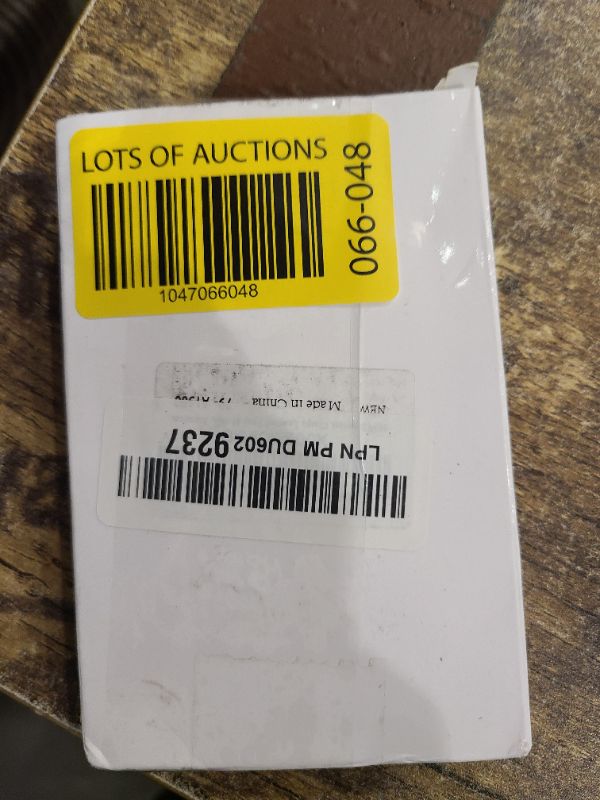 LOTS OF AUCTIONS
066-048
1047066048
NEW Made in China
LPN PM DU602 9237